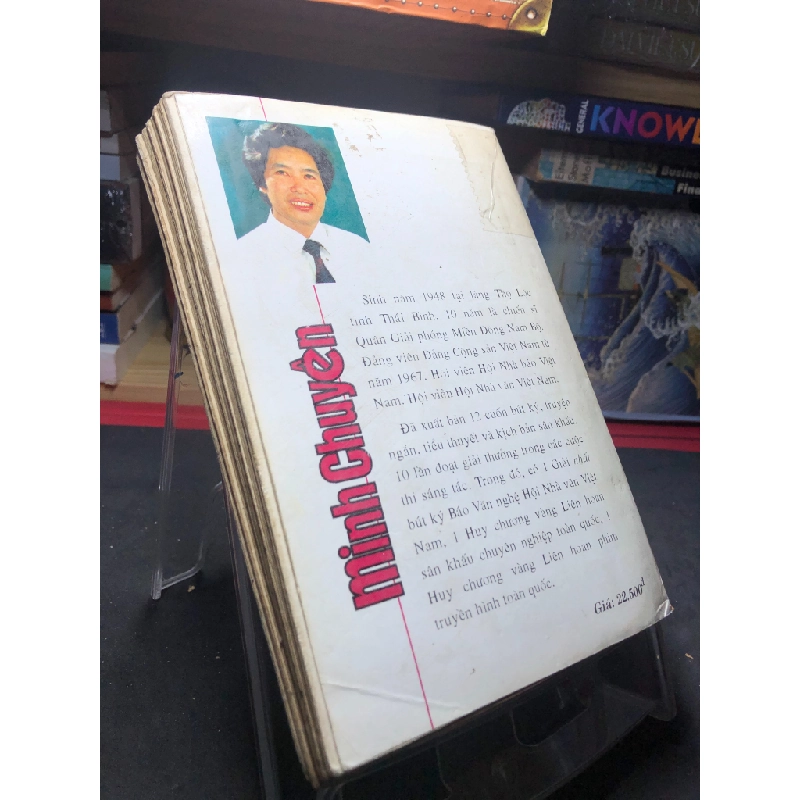 GENERAL
KNOWL
Business
Fina
minh Chuyên
Sinh năm 1948 tại làng Thọ Lộc
tỉnh Thái Bình. 10 năm là chiến sĩ
Quân Giải phóng Miền Đông Nam Bộ.
Đảng viên Đảng Cộng sản Việt Nam từ
năm 1967. Hội viên Hội Nhà báo Việt
Nam. Hội viên Hội Nhà văn Việt Nam.
Đã xuất bản 12 cuốn bút ký, truyện
ngắn, tiểu thuyết và kịch bản sân khấu.
10 lần đoạt giải thưởng trong các cuộc
thi sáng tác. Trong đó, có 1 Giải nhất
bút ký Báo Văn nghệ Hội Nhà văn Việt
Nam. 1 Huy chương vàng Liên hoan
sân khấu chuyên nghiệp toàn quốc. 1
Huy chương vàng Liên hoan phim
truyền hình toàn quốc.
Giá: 22.500đ